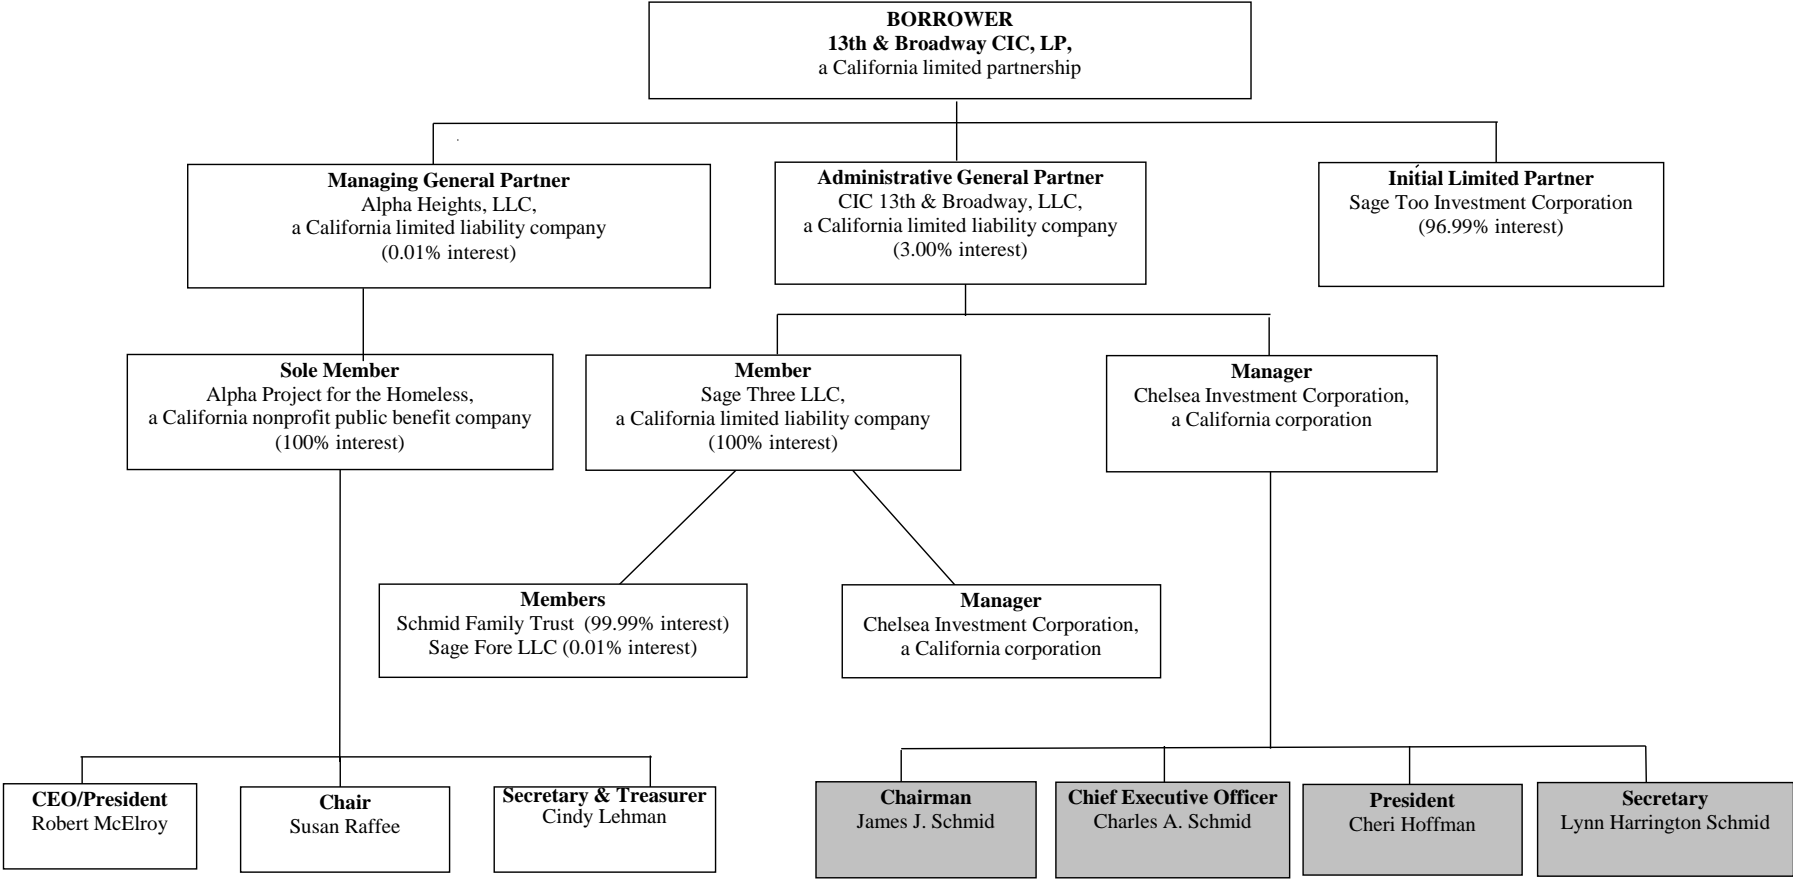 BORROWER
13th & Broadway CIC, LP,
a California limited partnership
Managing General Partner
Alpha Heights, LLC,
a California limited liability company
(0.01% interest)
Administrative General Partner
CIC 13th & Broadway, LLC,
a California limited liability company
(3.00% interest)
Initial Limited Partner
Sage Too Investment Corporation
(96.99% interest)
Sole Member
Alpha Project for the Homeless,
a California nonprofit public benefit company
(100% interest)
Member
Sage Three LLC,
a California limited liability company
(100% interest)
Manager
Chelsea Investment Corporation,
a California corporation
Members
Schmid Family Trust (99.99% interest)
Sage Fore LLC (0.01% interest)
Manager
Chelsea Investment Corporation,
a California corporation
CEO/President
Robert McElroy
Chair
Susan Raffee
Secretary & Treasurer
Cindy Lehman
Chairman
James J. Schmid
Chief Executive Officer
Charles A. Schmid
President
Cheri Hoffman
Secretary
Lynn Harrington Schmid